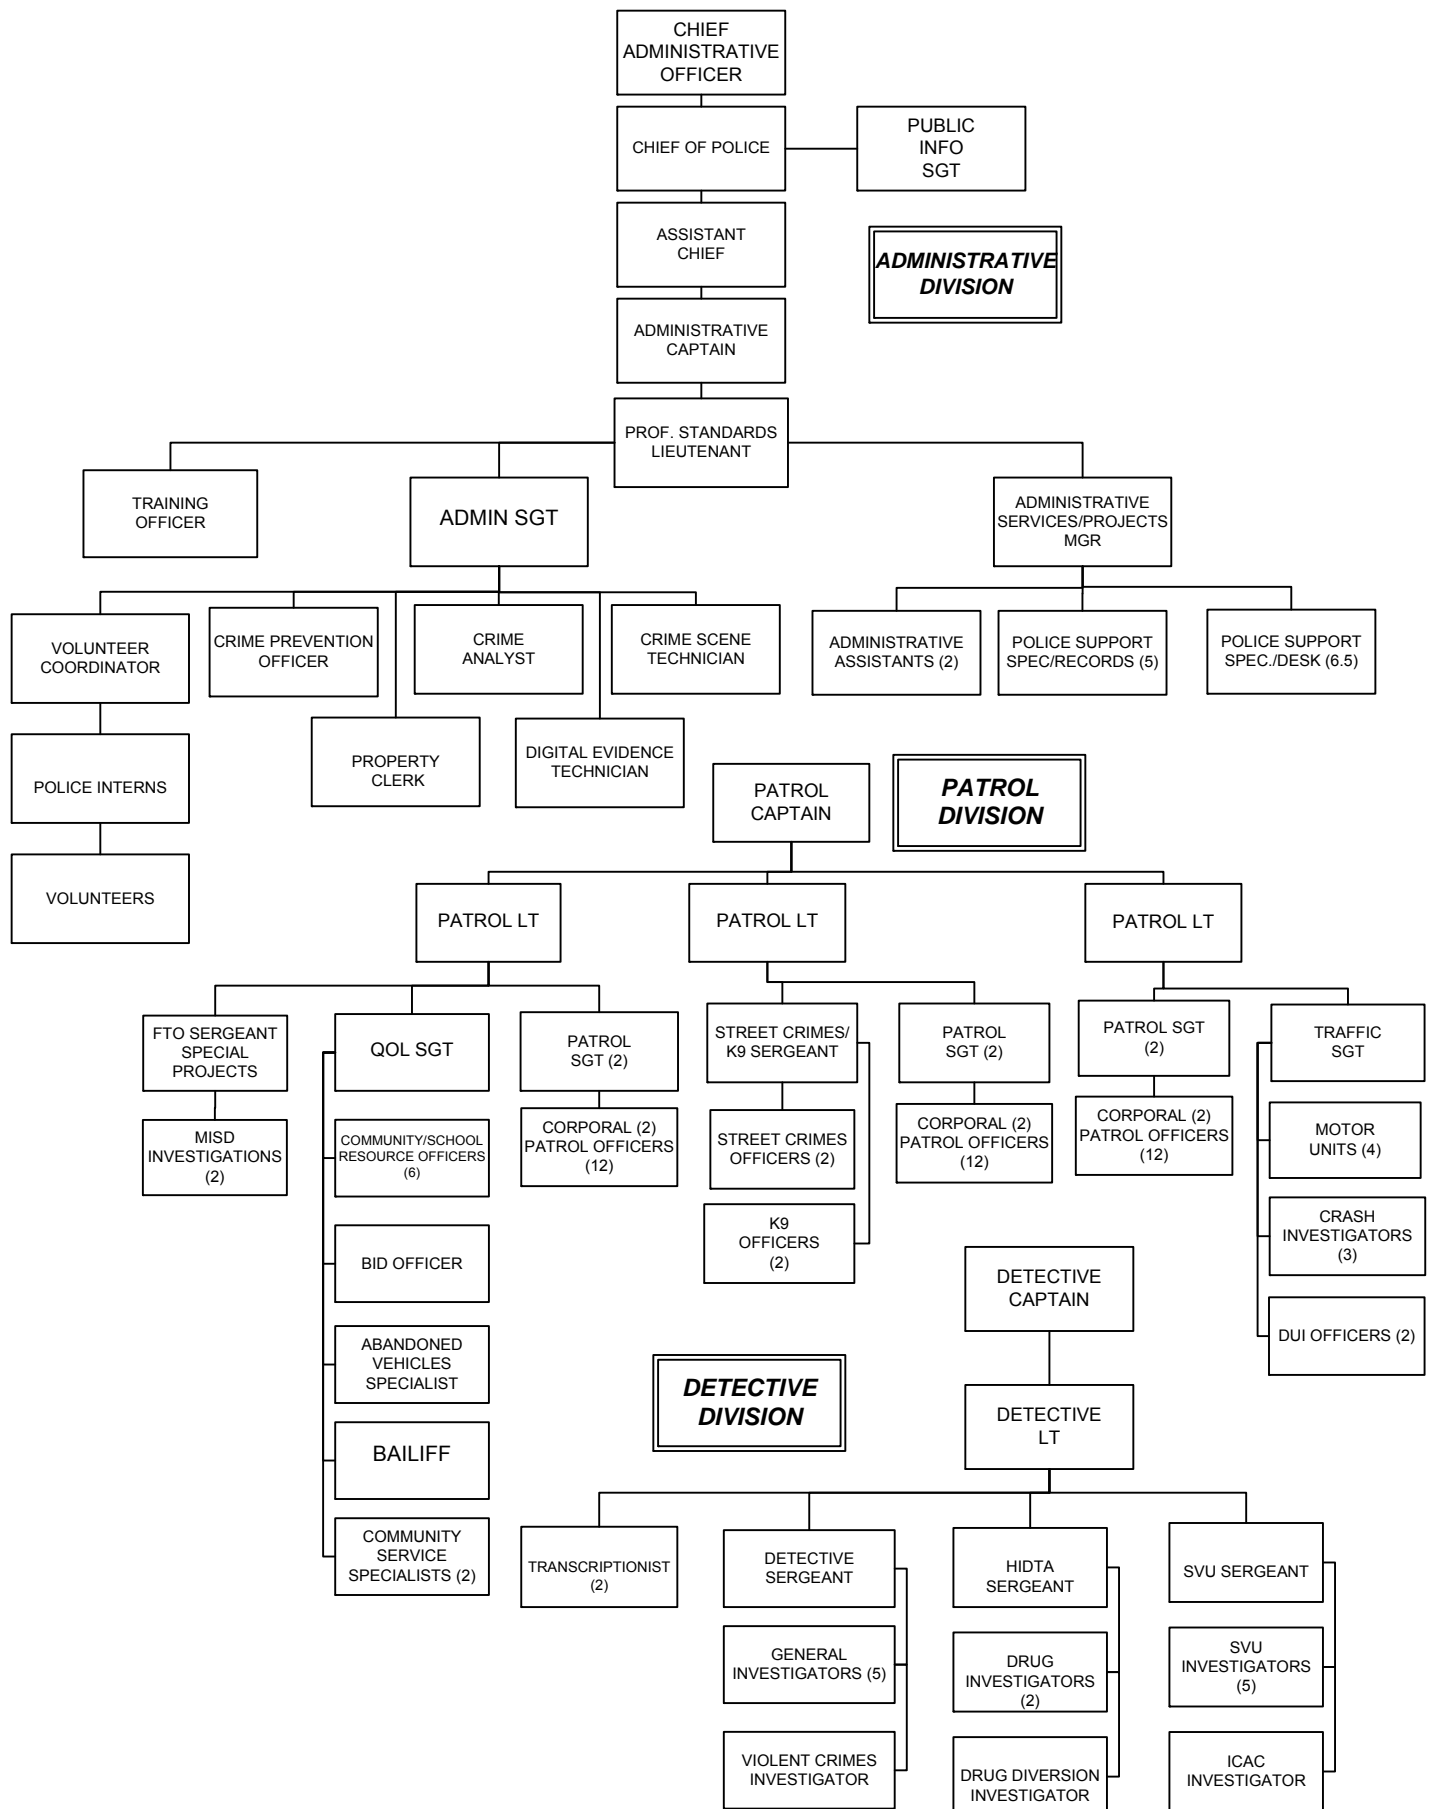 CHIEF
ADMINISTRATIVE
OFFICER
CHIEF OF POLICE
PUBLIC
INFO
SGT
ASSISTANT
CHIEF
ADMINISTRATIVE
DIVISION
ADMINISTRATIVE
CAPTAIN
PROF. STANDARDS
LIEUTENANT
TRAINING
OFFICER
ADMIN SGT
ADMINISTRATIVE
SERVICES/PROJECTS
MGR
VOLUNTEER
COORDINATOR
CRIME PREVENTION
OFFICER
CRIME
ANALYST
CRIME SCENE
TECHNICIAN
ADMINISTRATIVE
ASSISTANTS (2)
POLICE SUPPORT
SPEC/RECORDS (5)
POLICE SUPPORT
SPEC./DESK (6.5)
POLICE INTERNS
PROPERTY
CLERK
DIGITAL EVIDENCE
TECHNICIAN
VOLUNTEERS
PATROL
CAPTAIN
PATROL
DIVISION
PATROL LT
PATROL LT
PATROL LT
FTO SERGEANT
SPECIAL
PROJECTS
QOL SGT
PATROL
SGT (2)
STREET CRIMES/
K9 SERGEANT
PATROL
SGT (2)
PATROL SGT
(2)
TRAFFIC
SGT
MISD
INVESTIGATIONS
(2)
COMMUNITY/SCHOOL
RESOURCE OFFICERS
(6)
CORPORAL (2)
PATROL OFFICERS
(12)
STREET CRIMES
OFFICERS (2)
CORPORAL (2)
PATROL OFFICERS
(12)
CORPORAL (2)
PATROL OFFICERS
(12)
MOTOR
UNITS (4)
BID OFFICER
K9
OFFICERS
(2)
CRASH
INVESTIGATORS
(3)
ABANDONED
VEHICLES
SPECIALIST
DUI OFFICERS (2)
BAILIFF
COMMUNITY
SERVICE
SPECIALISTS (2)
DETECTIVE
CAPTAIN
DETECTIVE
DIVISION
DETECTIVE
LT
TRANSCRIPTIONIST
(2)
DETECTIVE
SERGEANT
HIDTA
SERGEANT
SVU SERGEANT
GENERAL
INVESTIGATORS (5)
DRUG
INVESTIGATORS
(2)
SVU
INVESTIGATORS
(5)
VIOLENT CRIMES
INVESTIGATOR
DRUG DIVERSION
INVESTIGATOR
ICAC
INVESTIGATOR